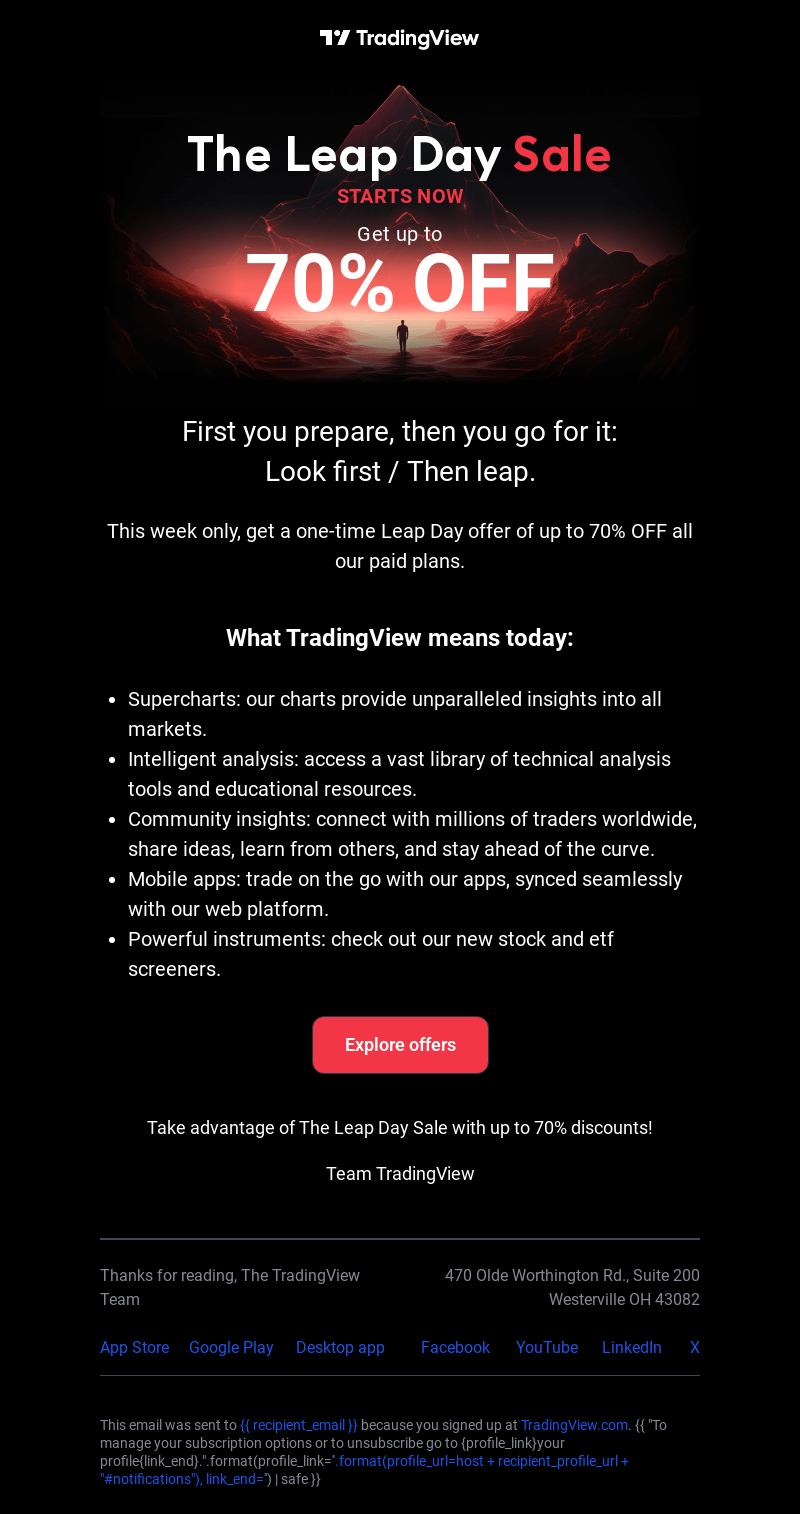 TradingView
The Leap Day Sale
STARTS NOW
Get up to
70% OFF
First you prepare, then you go for it:
Look first / Then leap.
This week only, get a one-time Leap Day offer of up to 70% OFF all
our paid plans.
What TradingView means today:
• Supercharts: our charts provide unparalleled insights into all
markets.
• Intelligent analysis: access a vast library of technical analysis
tools and educational resources.
• Community insights: connect with millions of traders worldwide,
share ideas, learn from others, and stay ahead of the curve.
• Mobile apps: trade on the go with our apps, synced seamlessly
with our web platform.
• Powerful instruments: check out our new stock and etf
screeners.
Explore offers
Take advantage of The Leap Day Sale with up to 70% discounts!
Team TradingView
Thanks for reading, The TradingView
Team
470 Olde Worthington Rd., Suite 200
Westerville OH 43082
App Store Google Play Desktop app Facebook YouTube LinkedIn X
This email was sent to {{ recipient_email }} because you signed up at TradingView.com. {{ "To
manage your subscription options or to unsubscribe go to {profile_link}your
profile{link_end}.".format(profile_link='".format(profile_url=host + recipient_profile_url +
"#notifications"), link_end='') | safe }}